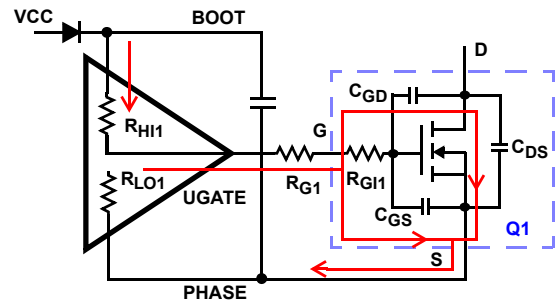 VCC
BOOT
D
CGD
G
RHI1
CDS
RLO1
UGATE
RG1
RGI1
CGS
Q1
S
PHASE